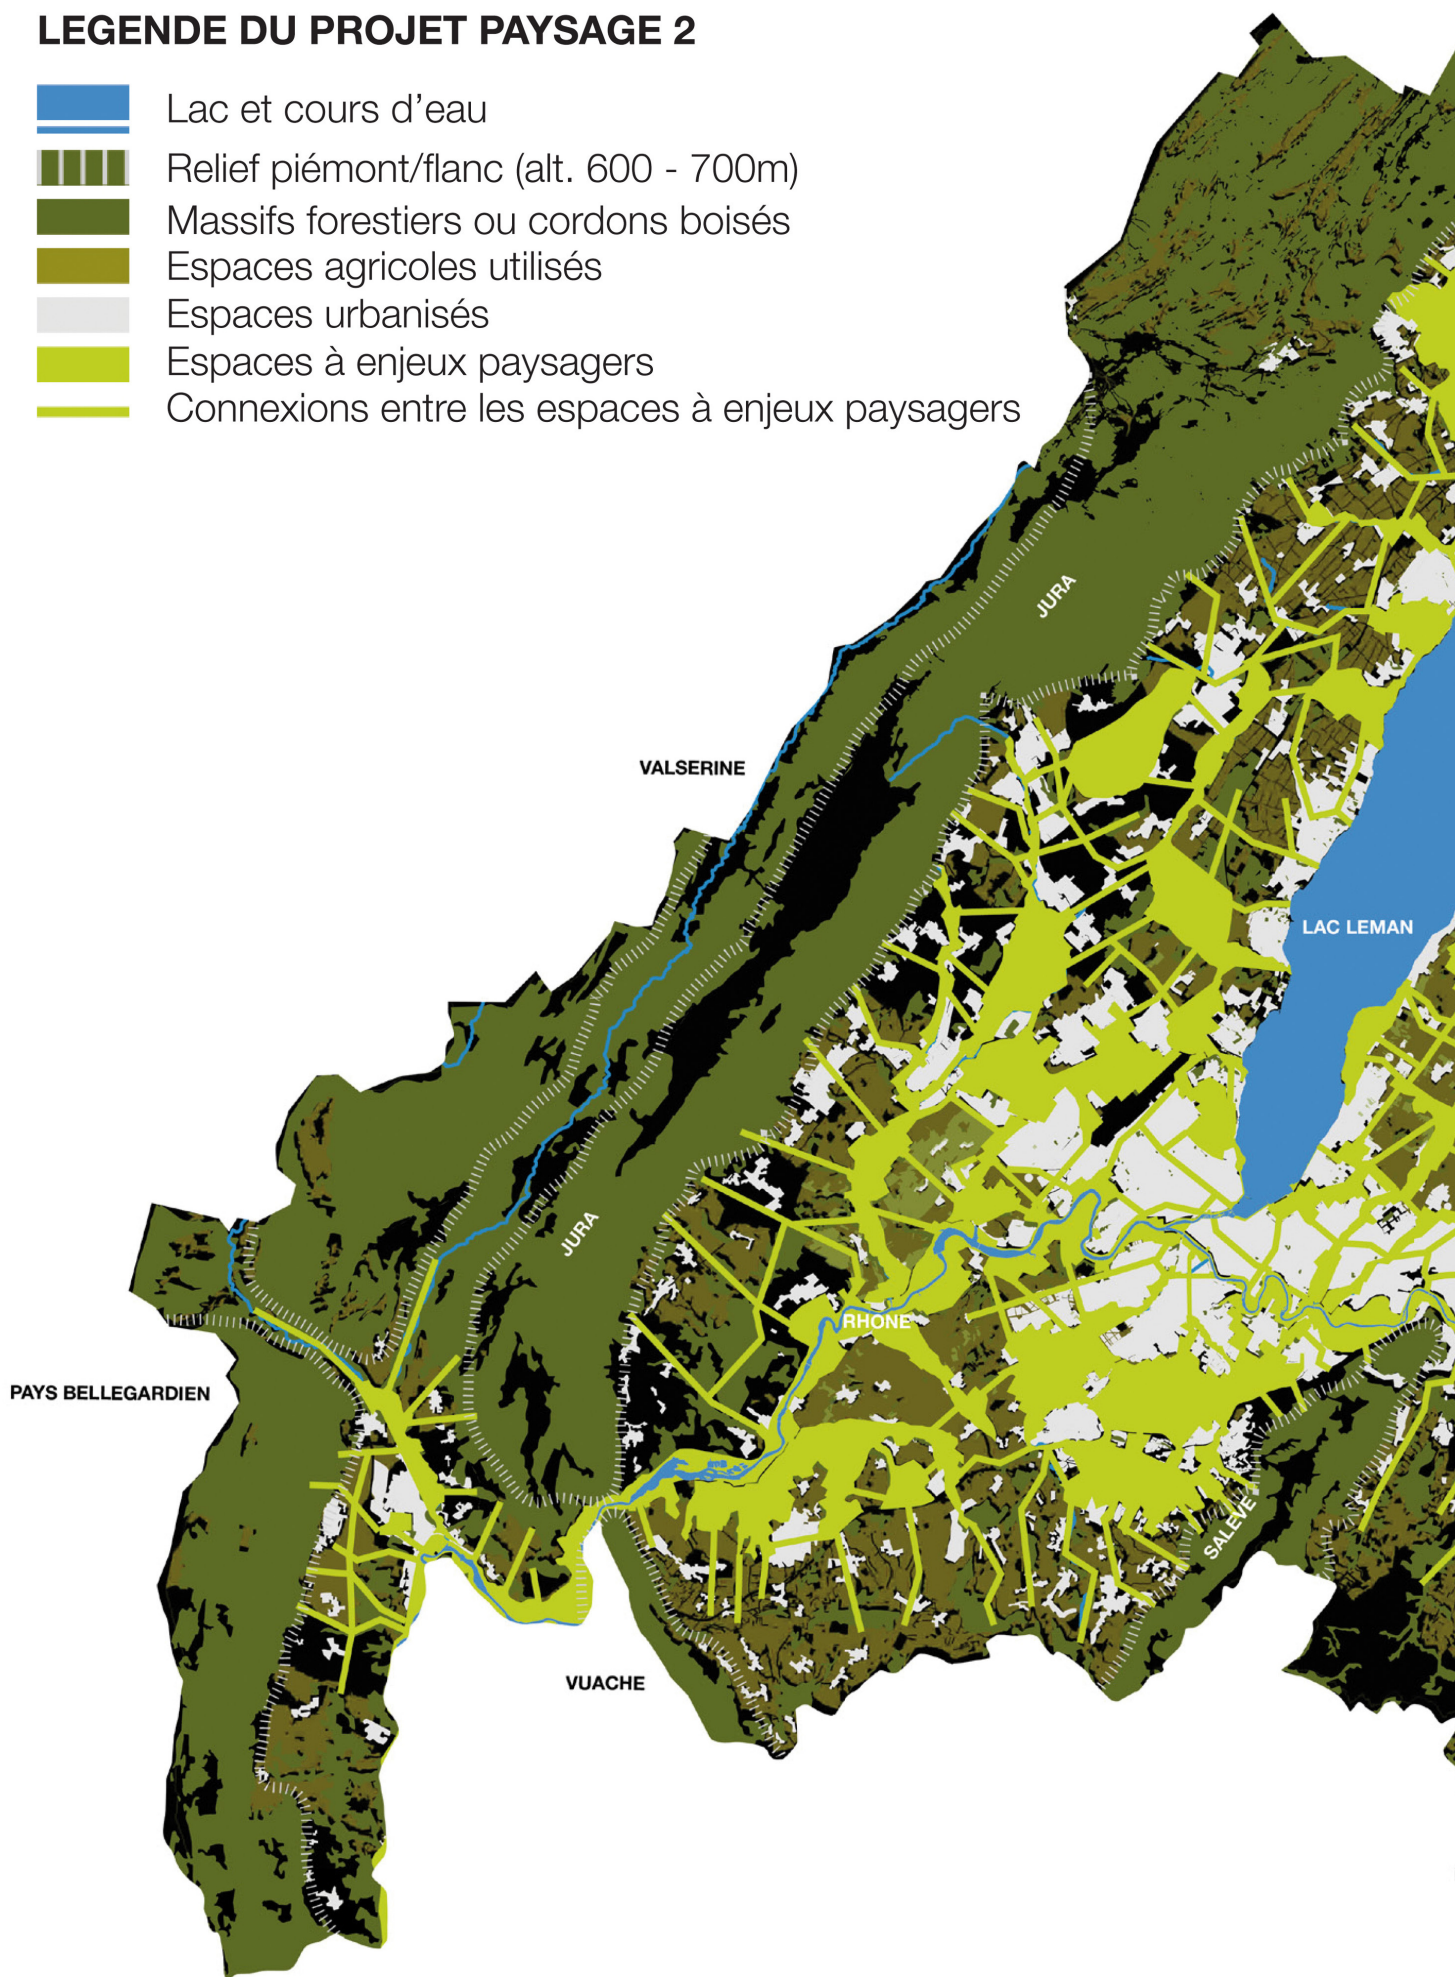 LEGENDE DU PROJET PAYSAGE 2
Lac et cours d'eau
Relief piémont/flanc (alt. 600 - 700m)
Massifs forestiers ou cordons boisés
Espaces agricoles utilisés
Espaces urbanisés
Espaces à enjeux paysagers
Connexions entre les espaces à enjeux paysagers
JURA
VALSERINE
LAC LEMAN
JURA
RHONE
PAYS BELLEGARDIEN
SALEVE
VUACHE